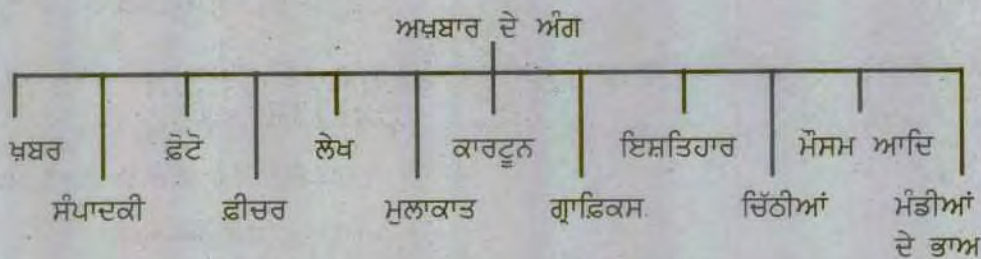 ਅਖ਼ਬਾਰ ਦੇ ਅੰਗ
ਖ਼ਬਰ ਫ਼ੋਟੋ ਲੇਖ ਕਾਰਟੂਨ ਇਸ਼ਤਿਹਾਰ ਮੌਸਮ ਆਦਿ
ਸੰਪਾਦਕੀ ਫ਼ੀਚਰ ਮੁਲਾਕਾਤ ਗ੍ਰਾਫ਼ਿਕਸ ਚਿੱਠੀਆਂ ਮੰਡੀਆਂ
ਦੇ ਭਾਅ